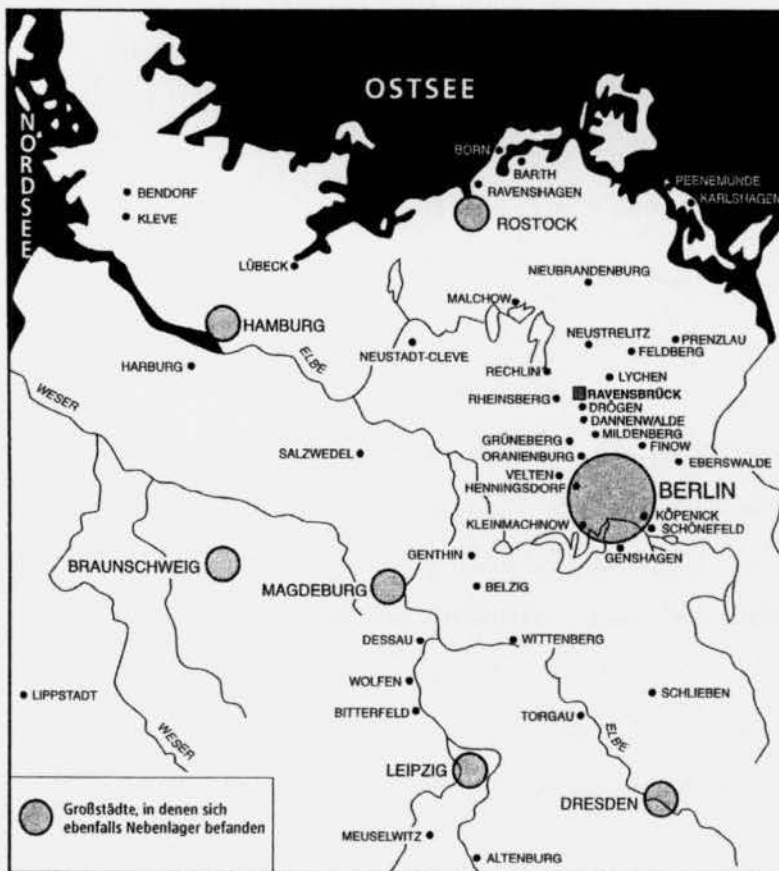 OSTSEE
NORDSEE
BORN
BARTH
RAVENSHAGEN
PEENEMUNDE
KARLSHAGEN
BENDORF
KLEVE
ROSTOCK
LÜBECK
NEUBRANDENBURG
MALCHOW
HAMBURG
ELBE
NEUSTADT-CLEVE
NEUSTRELITZ
PRENZLAU
FELDBERG
HARBURG
RECHLIN
LYCHEN
WESER
RHEINSBERG
RAVENSBRÜCK
DRÖGEN
DANNENWALDE
MILDENBERG
GRÜNEBERG
FINOW
SALZWEDEL
ORANIENBURG
EBERSWALDE
VELTEN
HENNINGSDORF
BERLIN
KÖPENICK
KLEINMACHNOW
SCHÖNEFELD
GENTHIN
GENSHAGEN
BRAUNSCHWEIG
MAGDEBURG
BELZIG
DESSAU
WITTENBERG
WOLFEN
LIPPSTADT
SCHLIEBEN
BITTERFELD
TORGAU
WESER
ELBE
LEIPZIG
DRESDEN
Großstädte, in denen sich
ebenfalls Nebenlager befanden
MEUSELWITZ
ALTENBURG